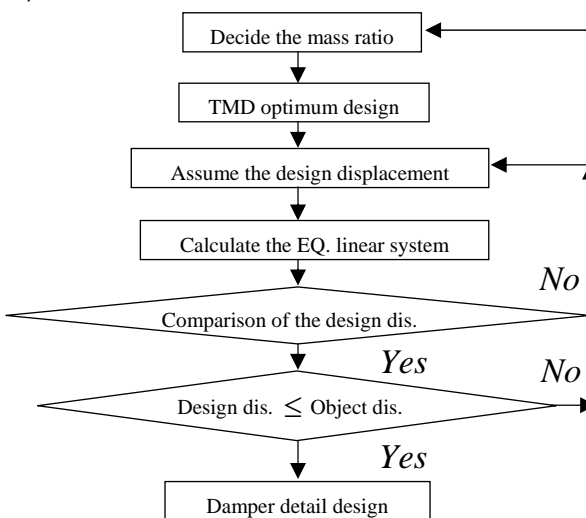 Decide the mass ratio
TMD optimum design
Assume the design displacement
Calculate the EQ. linear system
No
Comparison of the design dis.
Yes
No
Design dis. ≤ Object dis.
Yes
Damper detail design